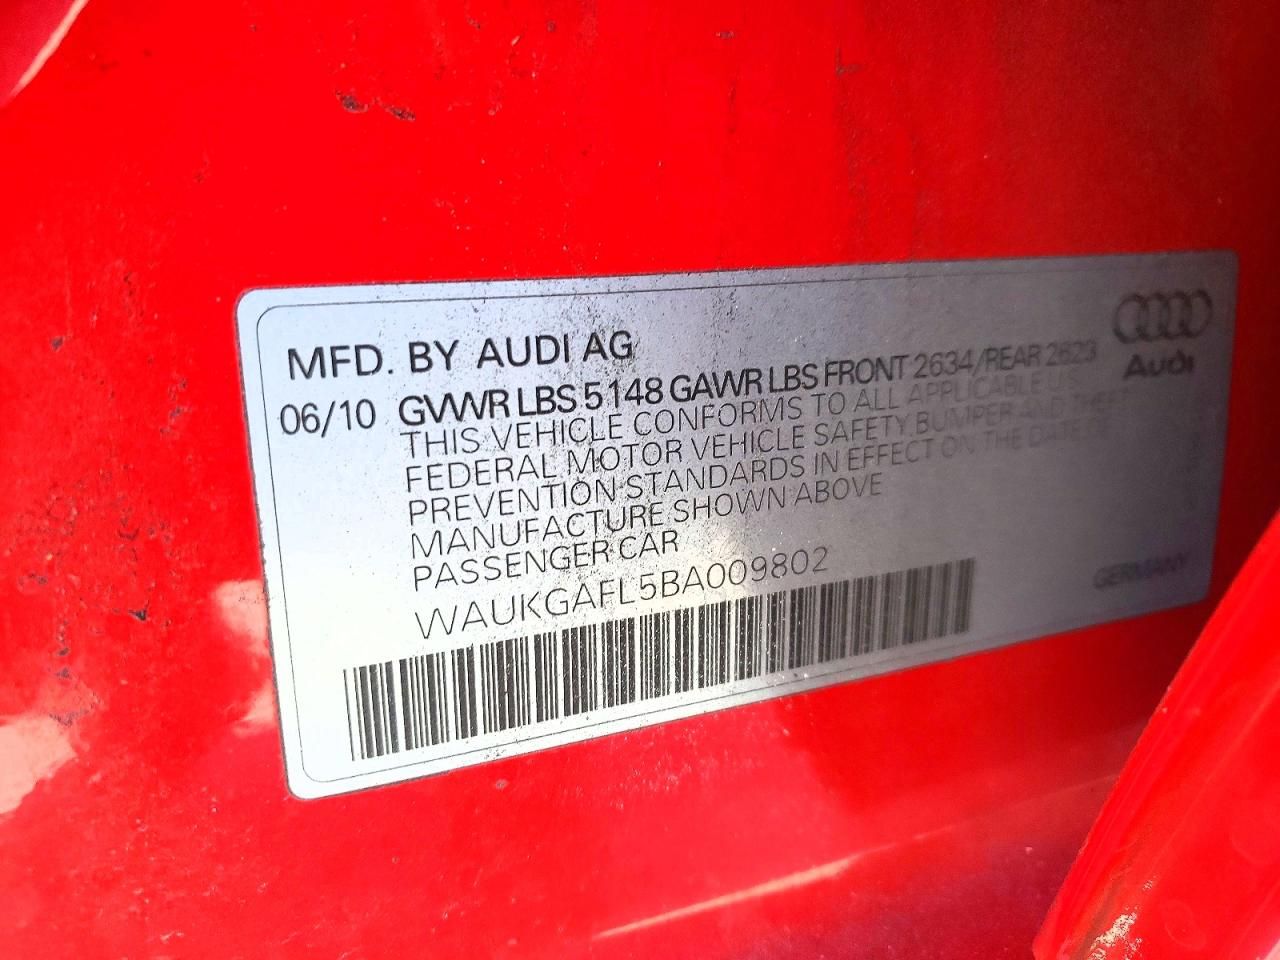 MFD. BY AUDI AG
Audi
06/10 GVWR LBS 5148 GAWR LBS FRONT 2634/REAR 2623
THIS VEHICLE CONFORMS TO ALL APPLICABLE U.S.
FEDERAL MOTOR VEHICLE SAFETY BUMPER AND THEFT
PREVENTION STANDARDS IN EFFECT ON THE DATE OF
MANUFACTURE SHOWN ABOVE
PASSENGER CAR
WAUKGAFL5BA009802
GERMANY